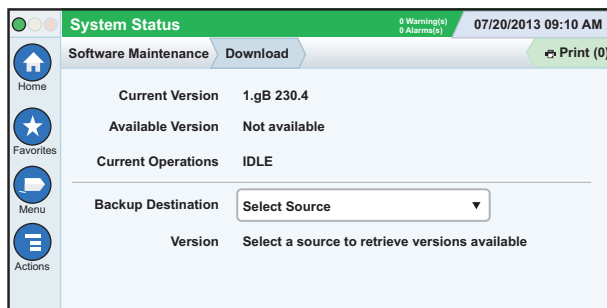 System Status
0 Warning(s)
0 Alarms(s)
07/20/2013 09:10 AM
Software Maintenance Download Print (0)
Home
Current Version 1.gB 230.4
Available Version Not available
Favorites
Current Operations IDLE
Menu
Backup Destination Select Source
Version Select a source to retrieve versions available
Actions